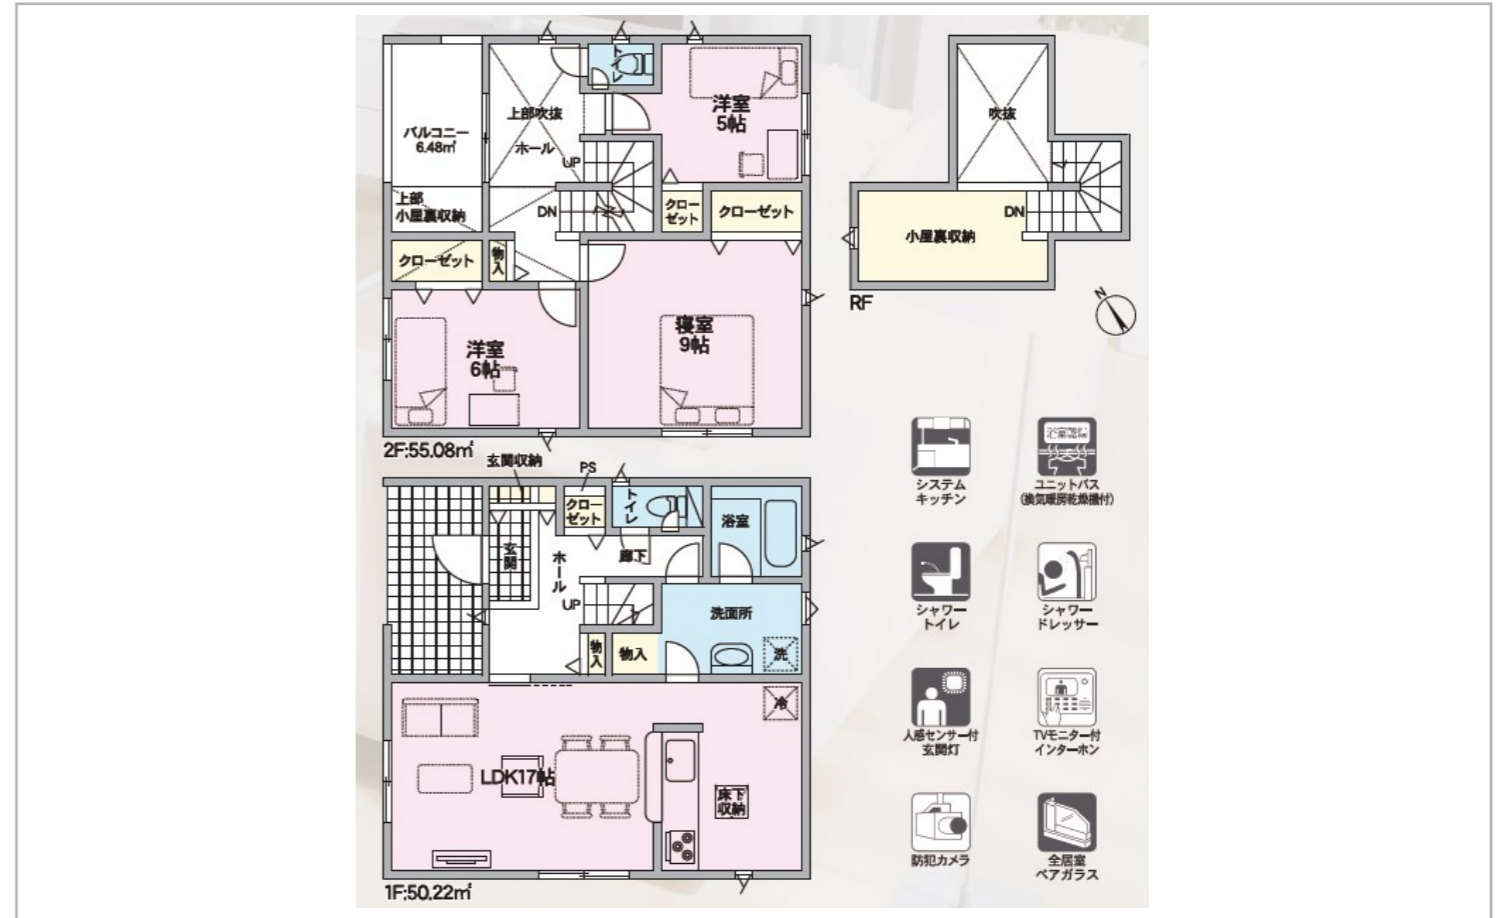 バルコニー
6.48㎡
上部吹抜
ホール
UP
トイレ
洋室
5帖
上部
小屋裏収納
DN
クロー
ゼット
クローゼット
クローゼット
物入
洋室
6帖
寝室
9帖
2F:55.08㎡
吹抜
DN
小屋裏収納
RF
N
玄関収納
PS
クロー
ゼット
トイレ
浴室
玄関
ホール
廊下
UP
洗面所
物入
物入
洗
冷
LDK17帖
床下
収納
1F:50.22㎡
システム
キッチン
浴室乾燥
ユニットバス
(換気暖房乾燥機付)
シャワー
トイレ
シャワー
ドレッサー
人感センサー付
玄関灯
TVモニター付
インターホン
防犯カメラ
全居室
ペアガラス